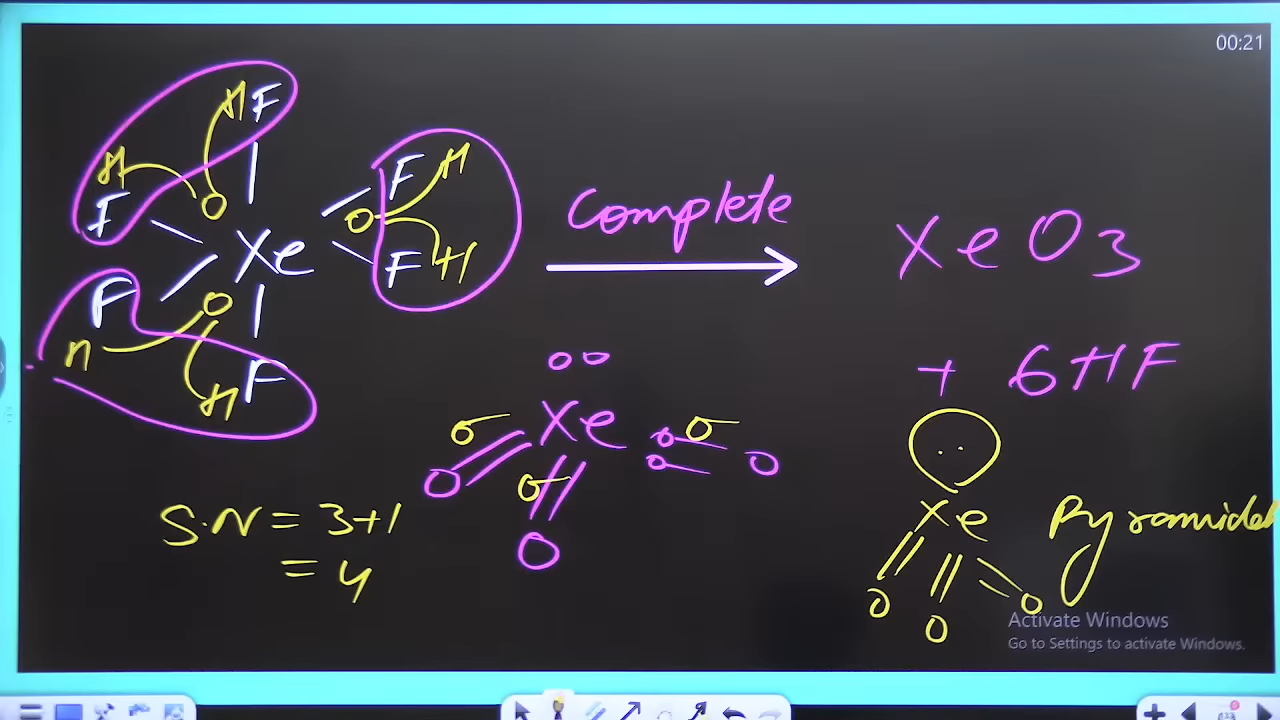 00:21
H F
H
F O
F H
O
Xe
F H
F O
n
H F
Complete
XeO3
+ 6HF
Xe
σ σ
O O
σ
O
S.N = 3+1
= 4
Xe
Pyramidal
O O O
Activate Windows
Go to Settings to activate Windows.